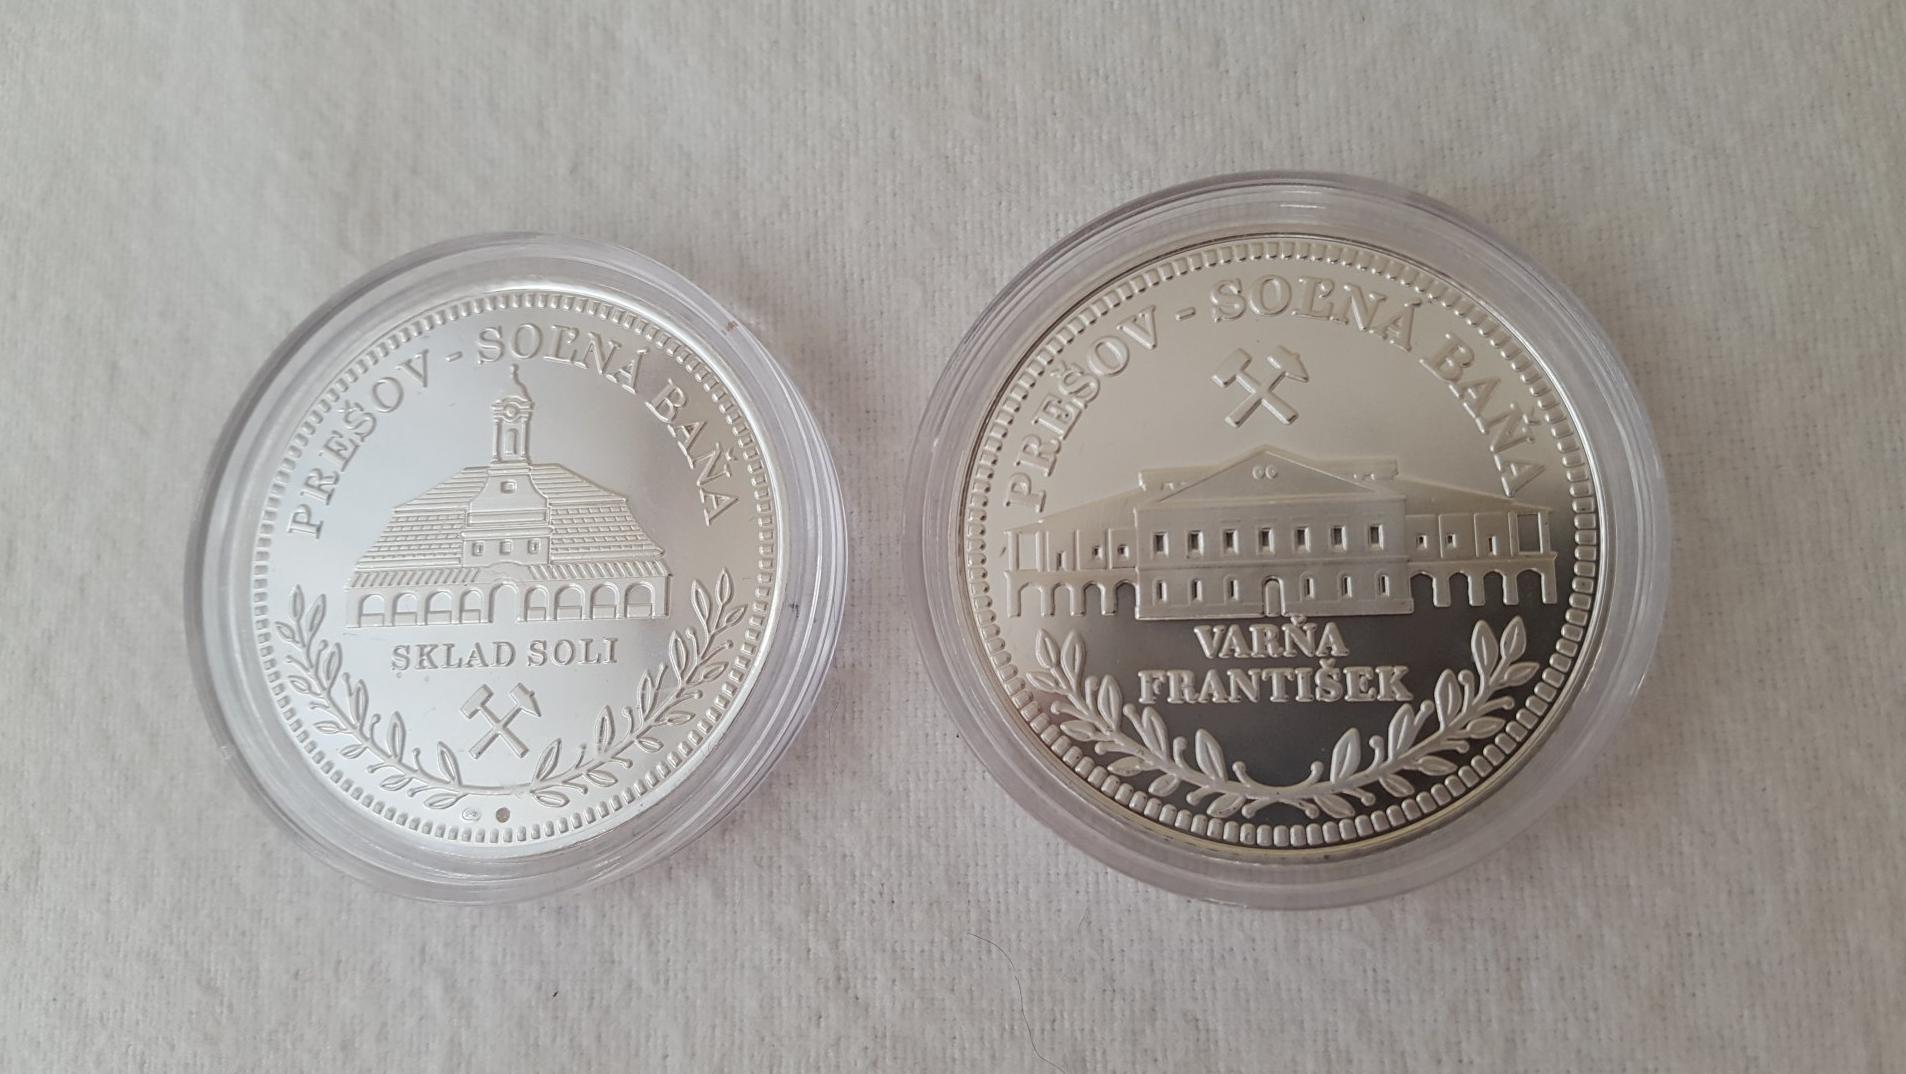 PREŠOV - SOĽNÁ BAŇA
SKLAD SOLI
PREŠOV - SOĽNÁ BAŇA
VARŇA
FRANTIŠEK